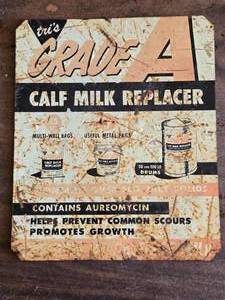 tri's
GRADE A
CALF MILK REPLACER
MULTI-WALL BAGS
USEFUL METAL PAILS
DRUMS
CONTAINS AUREOMYCIN
HELPS PREVENT COMMON SCOURS
PROMOTES GROWTH